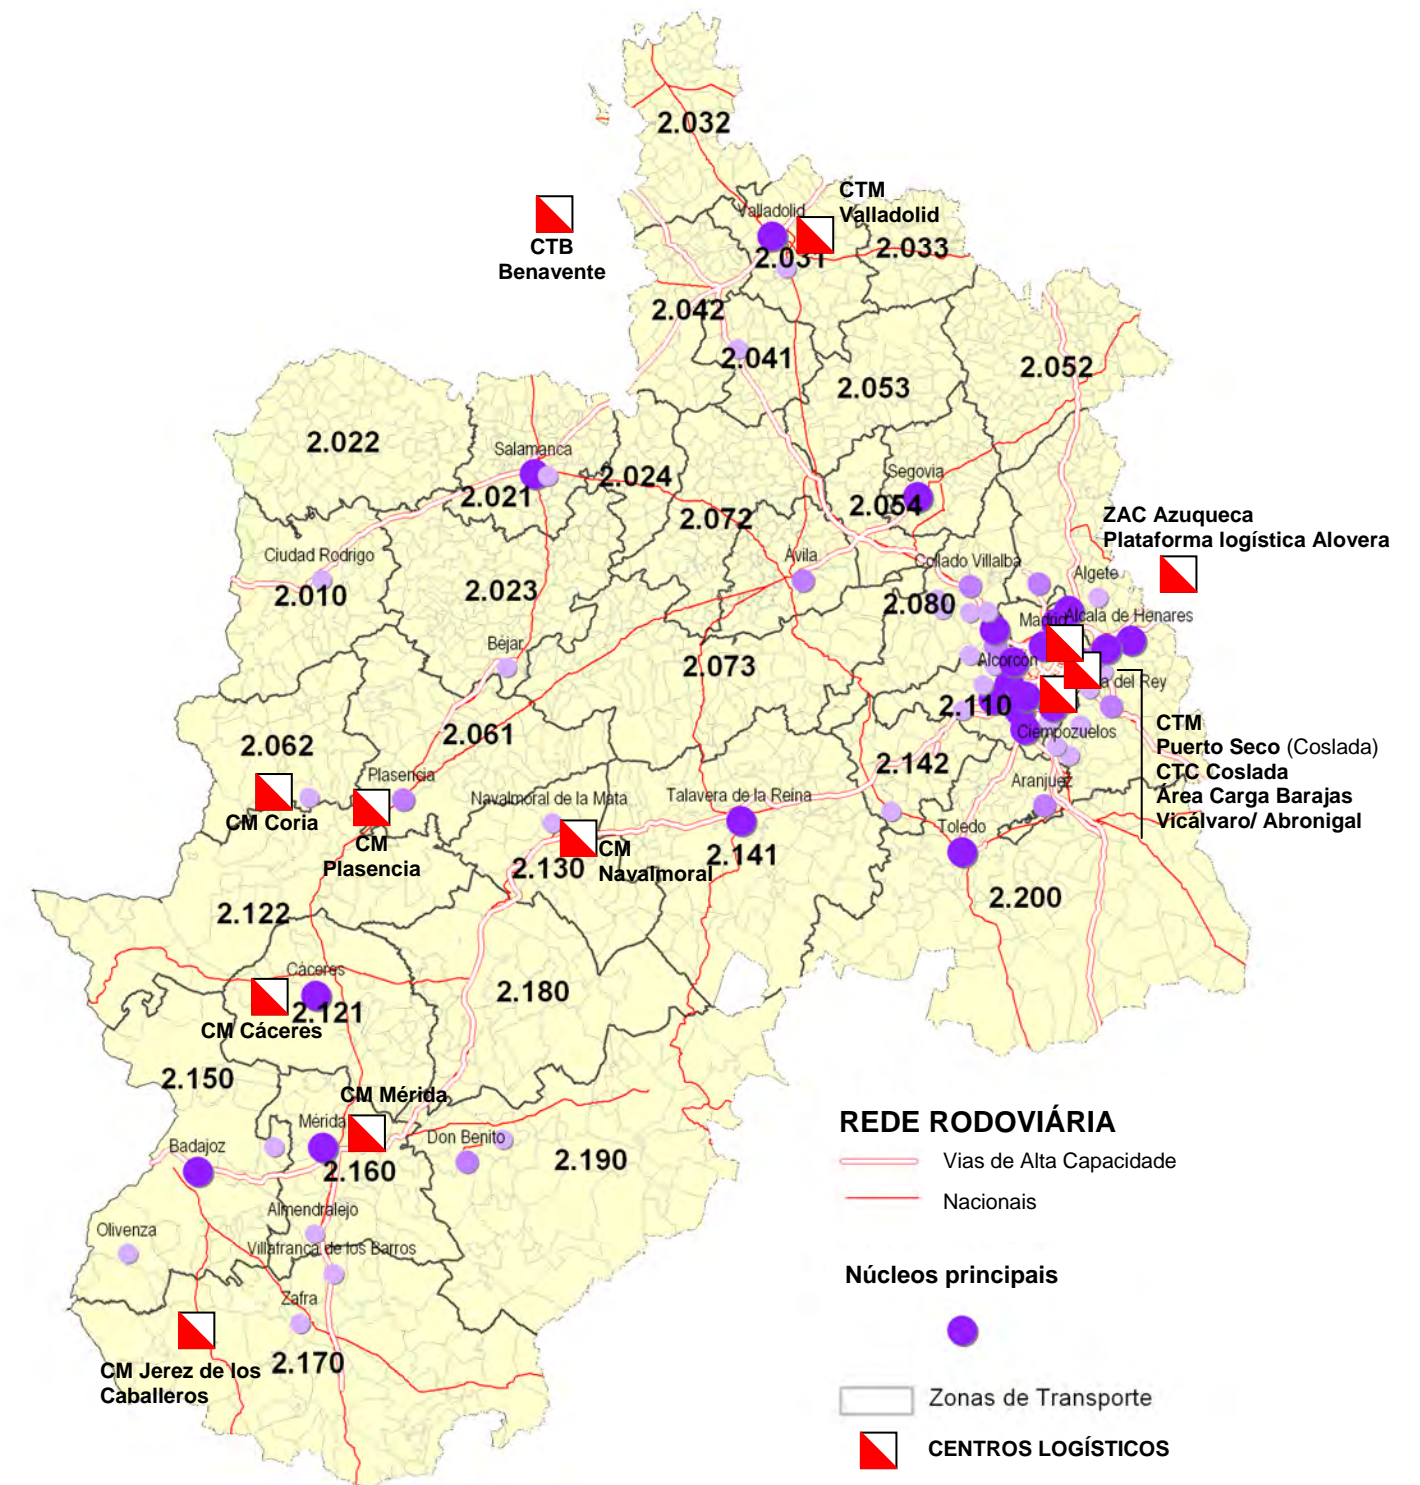 2.032
CTM
Valladolid
Valladolid
CTB
Benavente
2.031
2.033
2.042
2.041
2.052
2.053
2.022
Salamanca
2.024
2.021
Segovia
2.054
2.072
ZAC Azuqueca
Plataforma logística Alovera
Ciudad Rodrigo
2.010
2.023
Ávila
Collado Villalba
Algete
2.080
Madrid
Alcalá de Henares
Béjar
2.073
Alcorcón
a del Rey
2.110
CTM
Puerto Seco (Coslada)
CTC Coslada
Área Carga Barajas
Vicálvaro/ Abronigal
2.062
2.061
Ciempozuelos
2.142
Plasencia
Aranjuez
CM Coria
Navalmoral de la Mata
Talavera de la Reina
Toledo
CM
Plasencia
2.130
CM
Navalmoral
2.141
2.200
2.122
Cáceres
2.121
2.180
CM Cáceres
2.150
CM Mérida
Mérida
Badajoz
Don Benito
2.160
2.190
Almendralejo
Olivenza
Villafranca de los Barros
Zafra
2.170
CM Jerez de los
Caballeros
REDE RODOVIÁRIA
Vias de Alta Capacidade
Nacionais
Núcleos principais
Zonas de Transporte
CENTROS LOGÍSTICOS